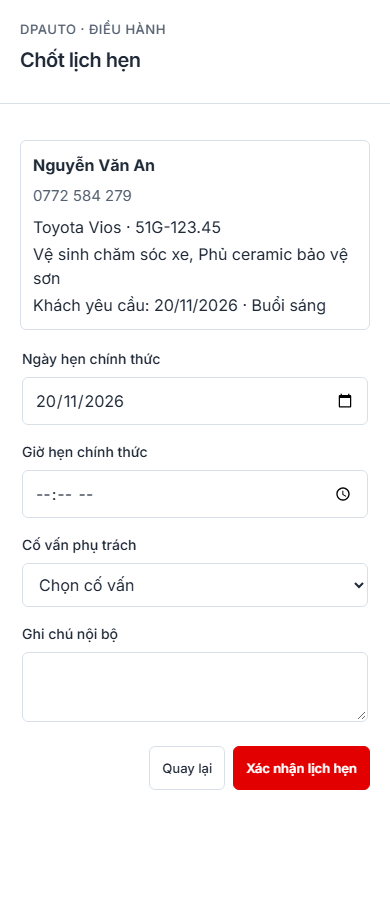 DPAUTO · ĐIỀU HÀNH
Chốt lịch hẹn
Nguyễn Văn An
0772 584 279
Toyota Vios · 51G-123.45
Vệ sinh chăm sóc xe, Phủ ceramic bảo vệ
sơn
Khách yêu cầu: 20/11/2026 · Buổi sáng
Ngày hẹn chính thức
20/11/2026
Giờ hẹn chính thức
--:-- --
Cố vấn phụ trách
Chọn cố vấn
Ghi chú nội bộ
Quay lại
Xác nhận lịch hẹn